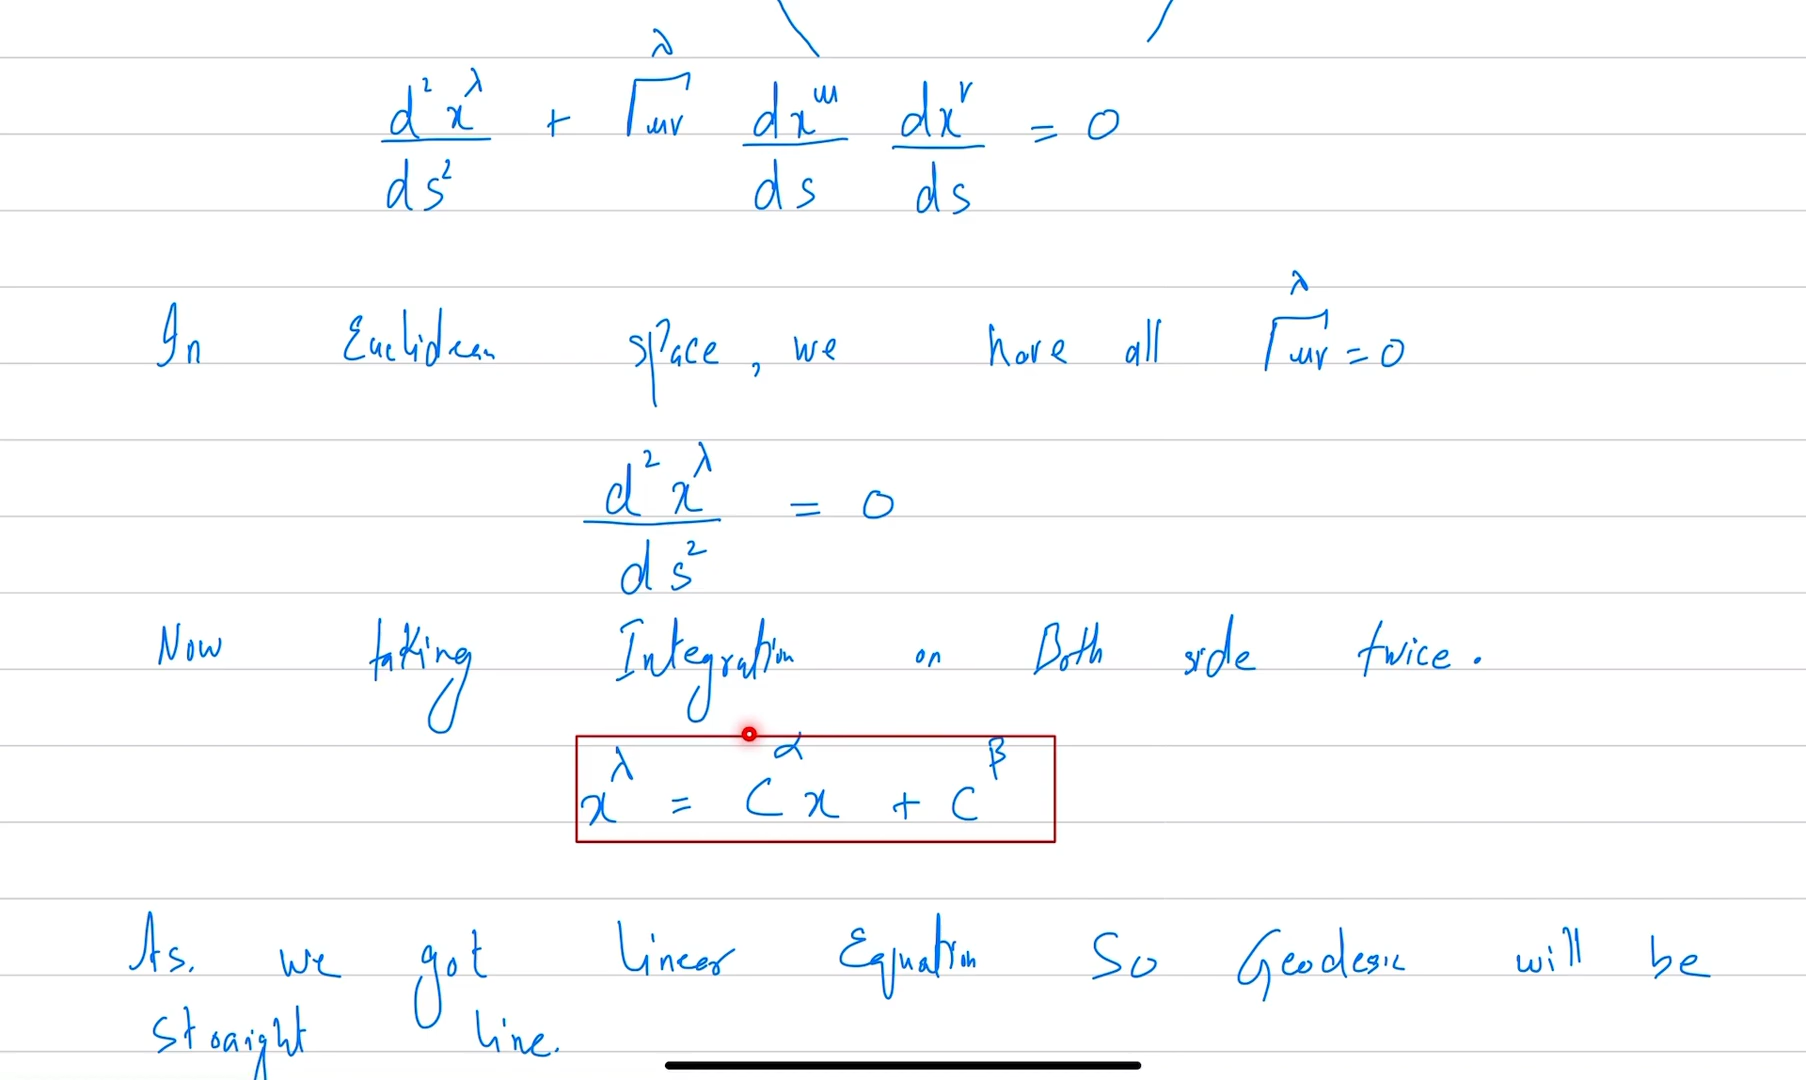 d²x^λ/ds² + Γ^λ_μν dx^μ/ds dx^ν/ds = 0
In Euclidean space, we have all Γ^λ_μν = 0
d²x^λ/ds² = 0
Now taking Integration on Both side twice.
x^λ = C^α x + C^β
As. we got linear Equation So Geodesic will be
straight line.